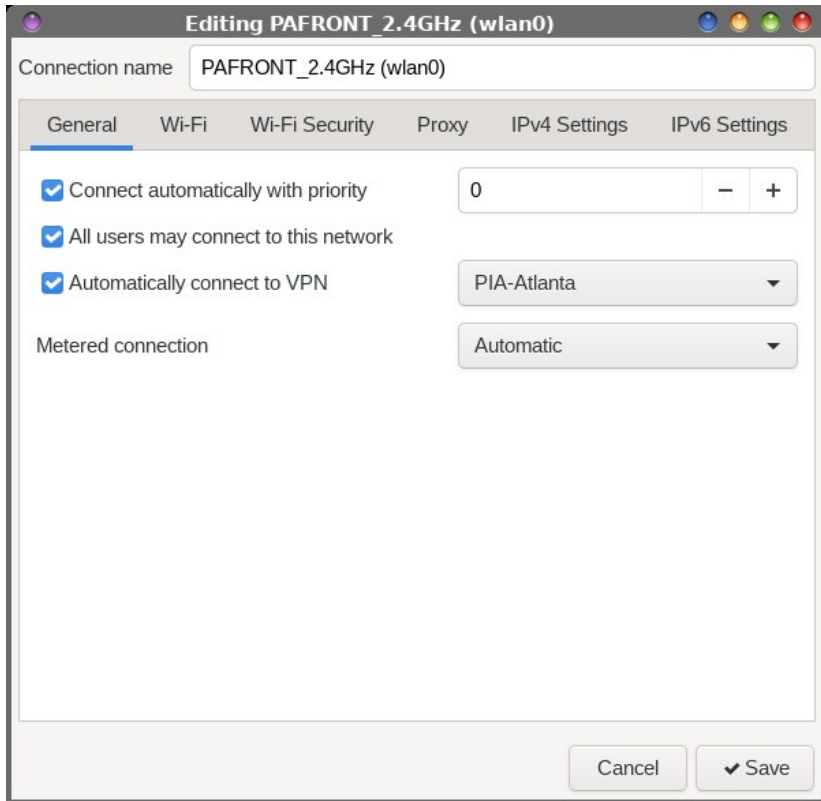 Editing PAFRONT_2.4GHz (wlan0)
Connection name PAFRONT_2.4GHz (wlan0)
General Wi-Fi Wi-Fi Security Proxy IPv4 Settings IPv6 Settings
Connect automatically with priority 0 − +
All users may connect to this network
Automatically connect to VPN PIA-Atlanta
Metered connection Automatic
Cancel Save